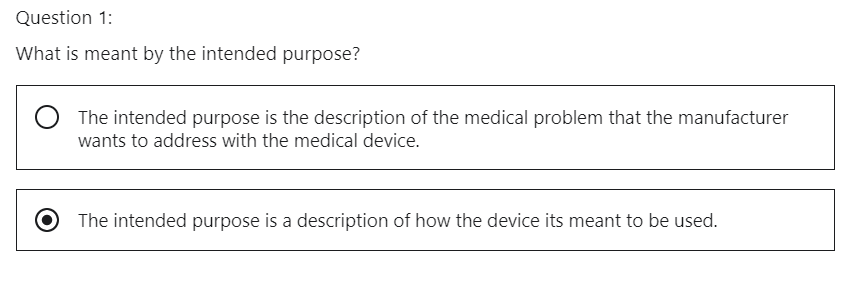 Question 1:
What is meant by the intended purpose?
The intended purpose is the description of the medical problem that the manufacturer
wants to address with the medical device.
The intended purpose is a description of how the device its meant to be used.